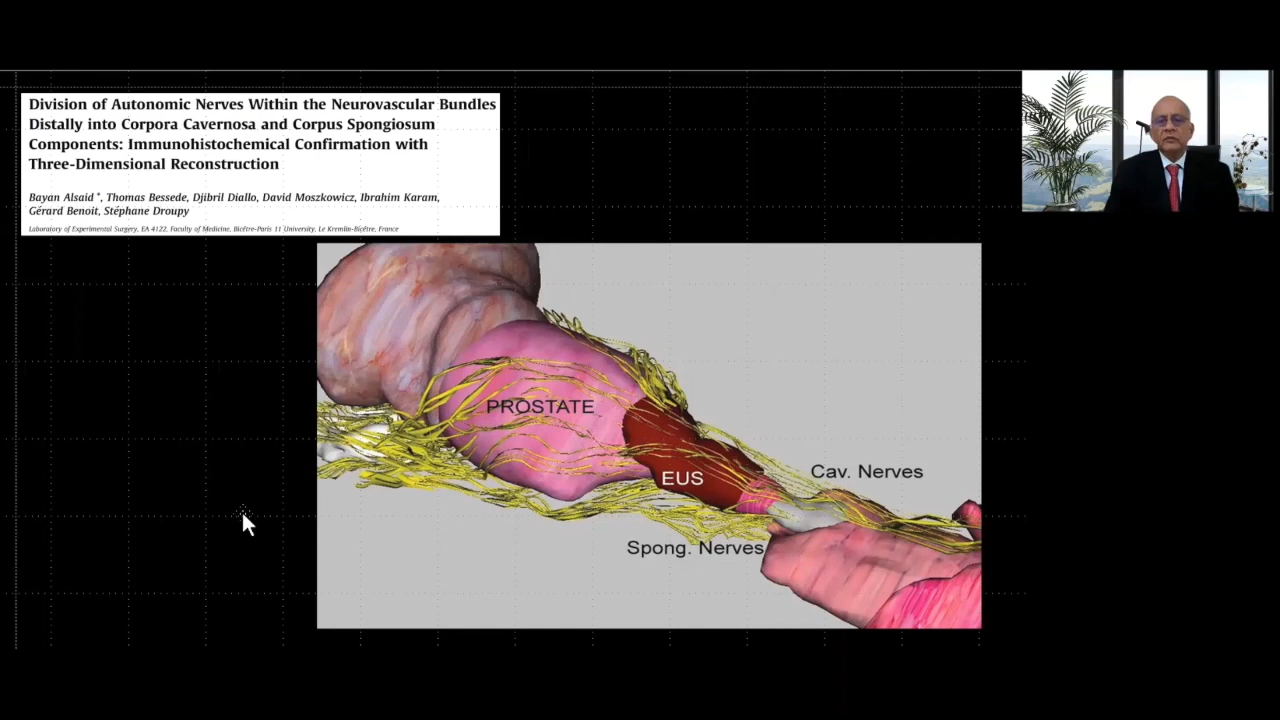 Division of Autonomic Nerves Within the Neurovascular Bundles
Distally into Corpora Cavernosa and Corpus Spongiosum
Components: Immunohistochemical Confirmation with
Three-Dimensional Reconstruction
Bayan Alsaid *, Thomas Bessede, Djibril Diallo, David Moszkowicz, Ibrahim Karam,
Gérard Benoit, Stéphane Droupy
Laboratory of Experimental Surgery, EA 4122, Faculty of Medicine, Bicêtre-Paris 11 University, Le Kremlin-Bicêtre, France
PROSTATE
Cav. Nerves
EUS
Spong. Nerves